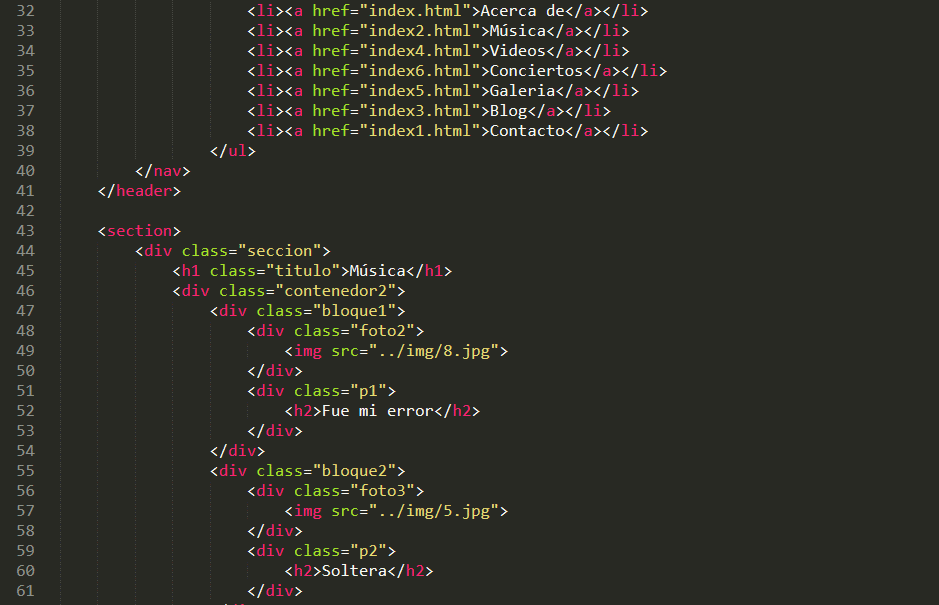 32 <li><a href="index.html">Acerca de</a></li>
33 <li><a href="index2.html">Música</a></li>
34 <li><a href="index4.html">Videos</a></li>
35 <li><a href="index6.html">Conciertos</a></li>
36 <li><a href="index5.html">Galeria</a></li>
37 <li><a href="index3.html">Blog</a></li>
38 <li><a href="index1.html">Contacto</a></li>
39 </ul>
40 </nav>
41 </header>
42
43 <section>
44 <div class="seccion">
45 <h1 class="titulo">Música</h1>
46 <div class="contenedor2">
47 <div class="bloque1">
48 <div class="foto2">
49 <img src="../img/8.jpg">
50 </div>
51 <div class="p1">
52 <h2>Fue mi error</h2>
53 </div>
54 </div>
55 <div class="bloque2">
56 <div class="foto3">
57 <img src="../img/5.jpg">
58 </div>
59 <div class="p2">
60 <h2>Soltera</h2>
61 </div>